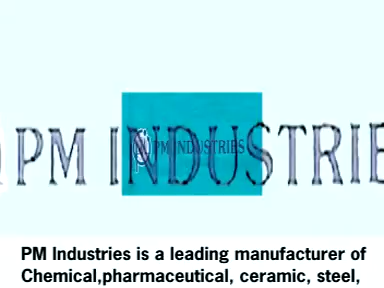 PM INDUSTRIE
PM INDUSTRIES
PM Industries is a leading manufacturer of
Chemical,pharmaceutical, ceramic, steel,